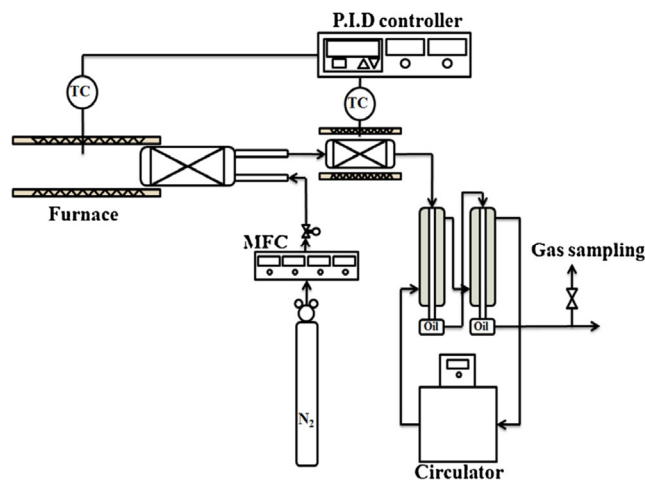 P.I.D controller
TC
TC
Furnace
MFC
Gas sampling
Oil
Oil
N₂
Circulator